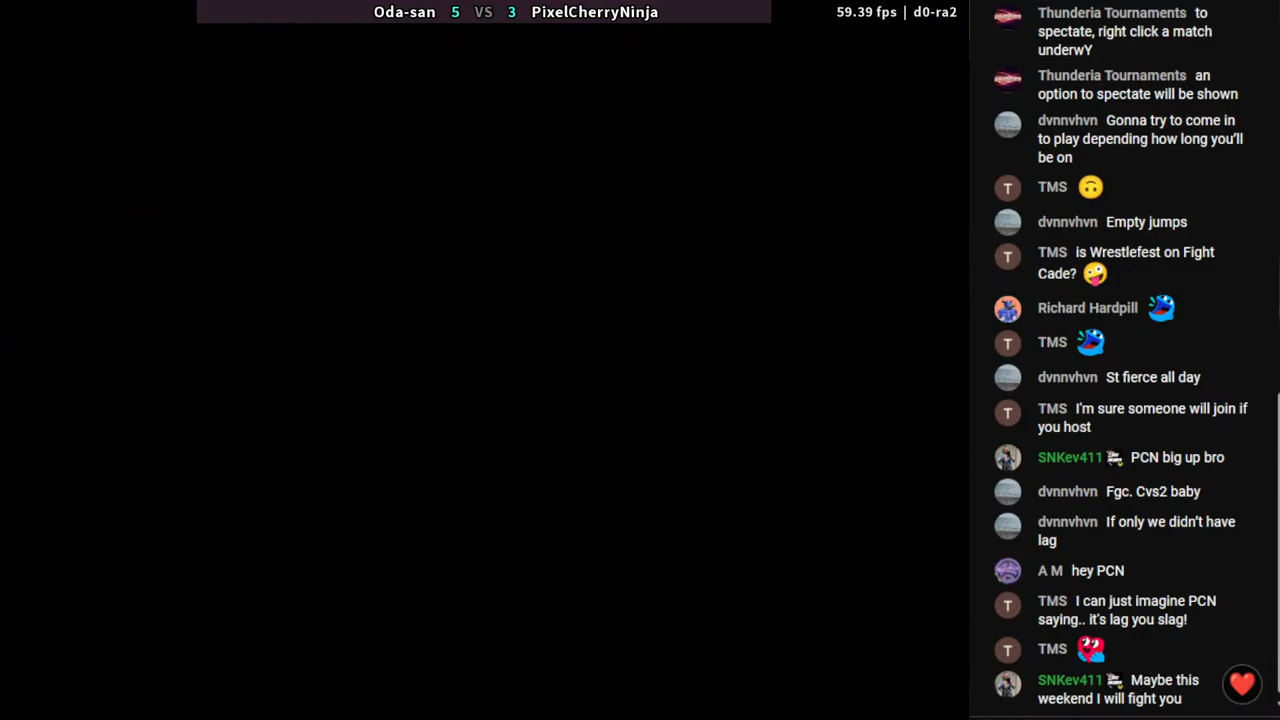 Oda-san 5 VS 3 PixelCherryNinja
59.39 fps | d0-ra2
Thunderia Tournaments to
spectate, right click a match
underwY
Thunderia Tournaments an
option to spectate will be shown
dvnnvhvn Gonna try to come in
to play depending how long you’ll
be on
T TMS 🙃
dvnnvhvn Empty jumps
T TMS is Wrestlefest on Fight
Cade? 🤪
Richard Hardpill
T TMS
dvnnvhvn St fierce all day
T TMS I'm sure someone will join if
you host
SNKev411 PCN big up bro
dvnnvhvn Fgc. Cvs2 baby
dvnnvhvn If only we didn’t have
lag
A M hey PCN
T TMS I can just imagine PCN
saying.. it's lag you slag!
T TMS
SNKev411 Maybe this
weekend I will fight you